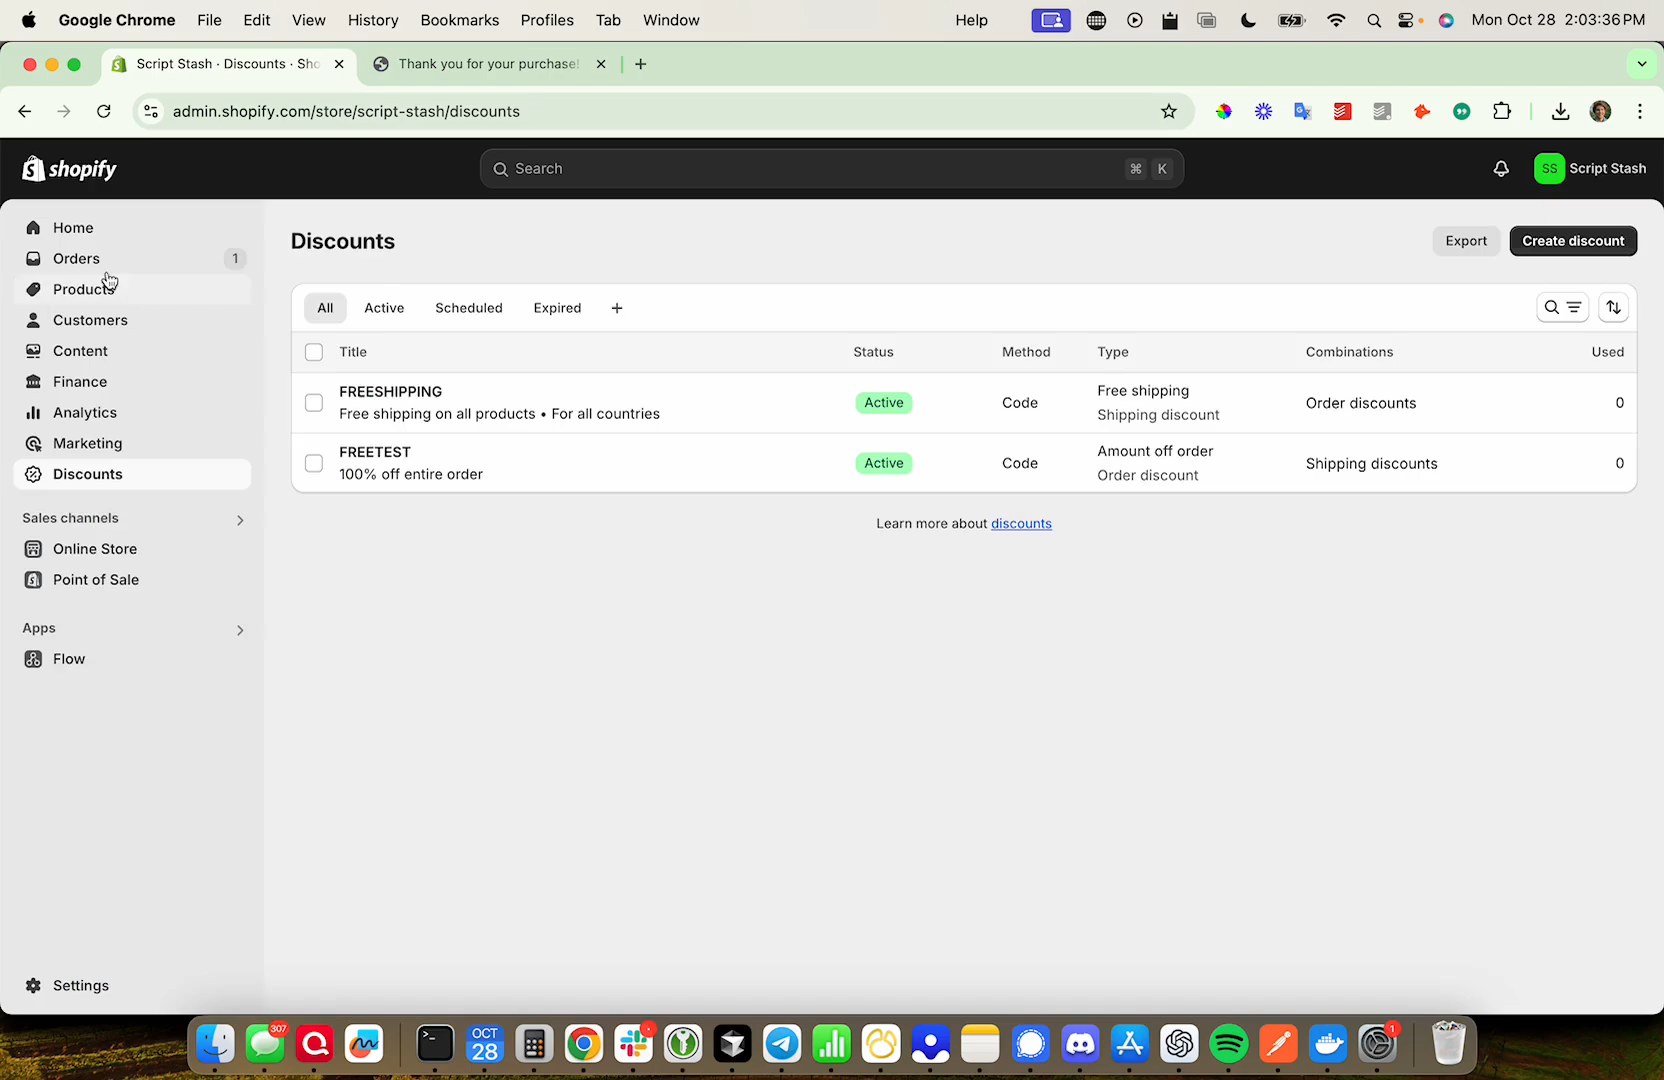 Google Chrome File Edit View History Bookmarks Profiles Tab Window Help Mon Oct 28 2:03:36 PM
Script Stash · Discounts · Sho Thank you for your purchase!
admin.shopify.com/store/script-stash/discounts
shopify Search ⌘ K SS Script Stash
Home
Orders 1
Products
Customers
Content
Finance
Analytics
Marketing
Discounts
Sales channels
Online Store
Point of Sale
Apps
Flow
Settings
Discounts Export Create discount
All Active Scheduled Expired +
Title Status Method Type Combinations Used
FREESHIPPING Active Code Free shipping Order discounts 0
Free shipping on all products • For all countries Shipping discount
FREETEST Active Code Amount off order Shipping discounts 0
100% off entire order Order discount
Learn more about discounts
307 OCT 28 1